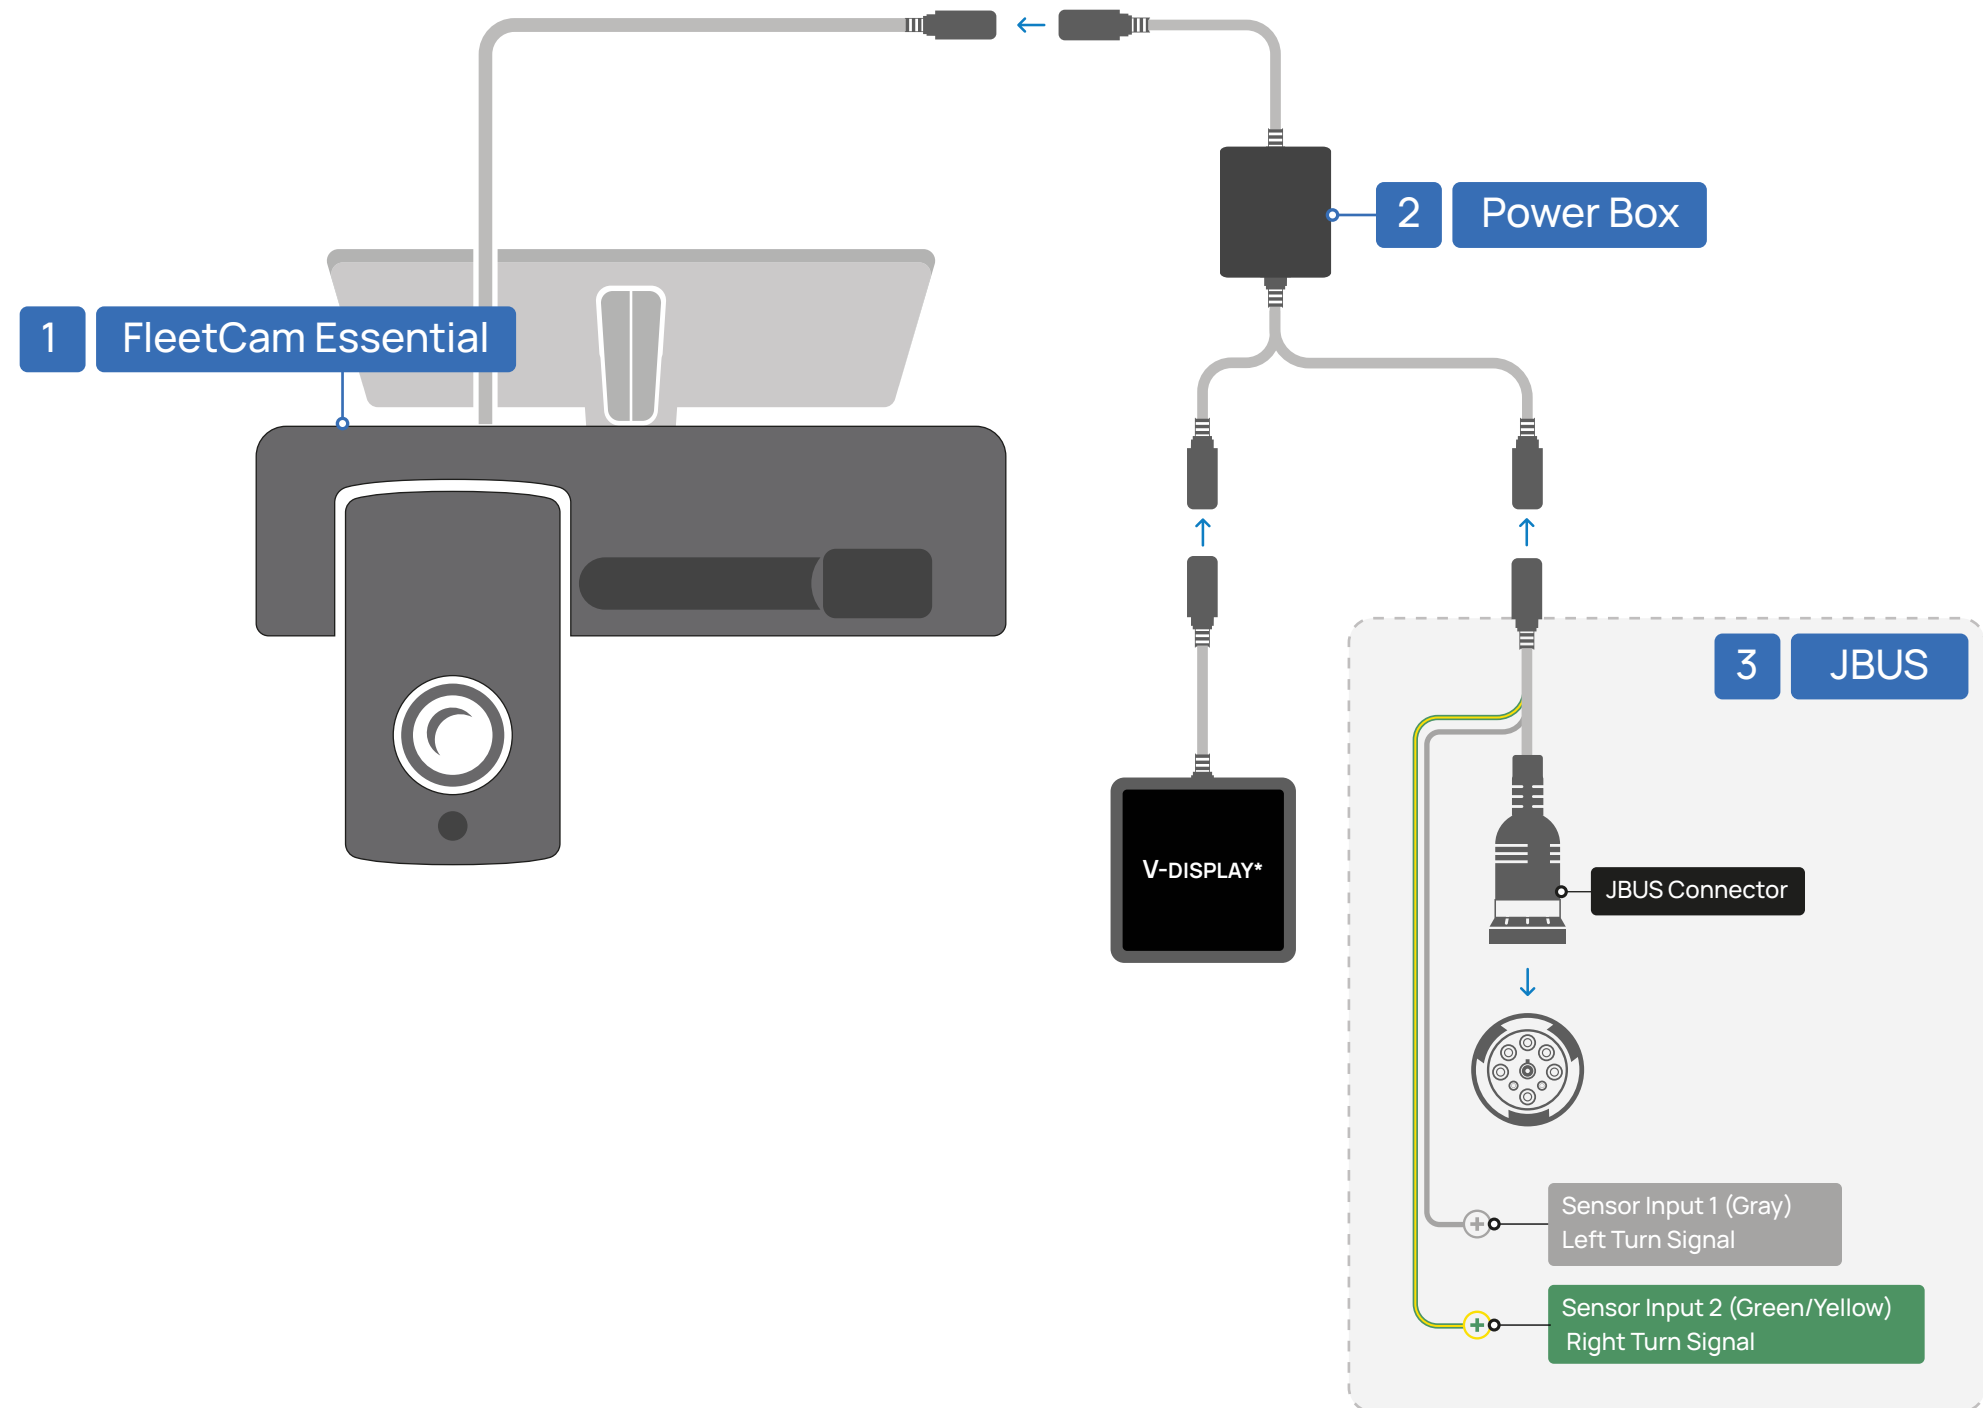 2 Power Box
1 FleetCam Essential
3 JBUS
V-DISPLAY*
JBUS Connector
Sensor Input 1 (Gray)
Left Turn Signal
Sensor Input 2 (Green/Yellow)
Right Turn Signal